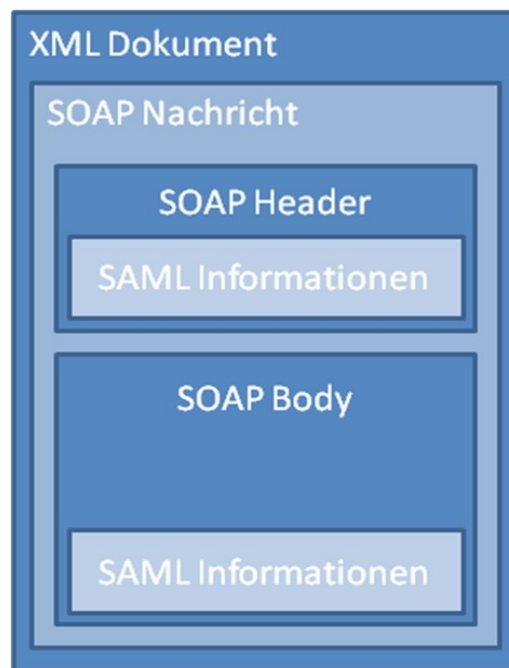 XML Dokument
SOAP Nachricht
SOAP Header
SAML Informationen
SOAP Body
SAML Informationen